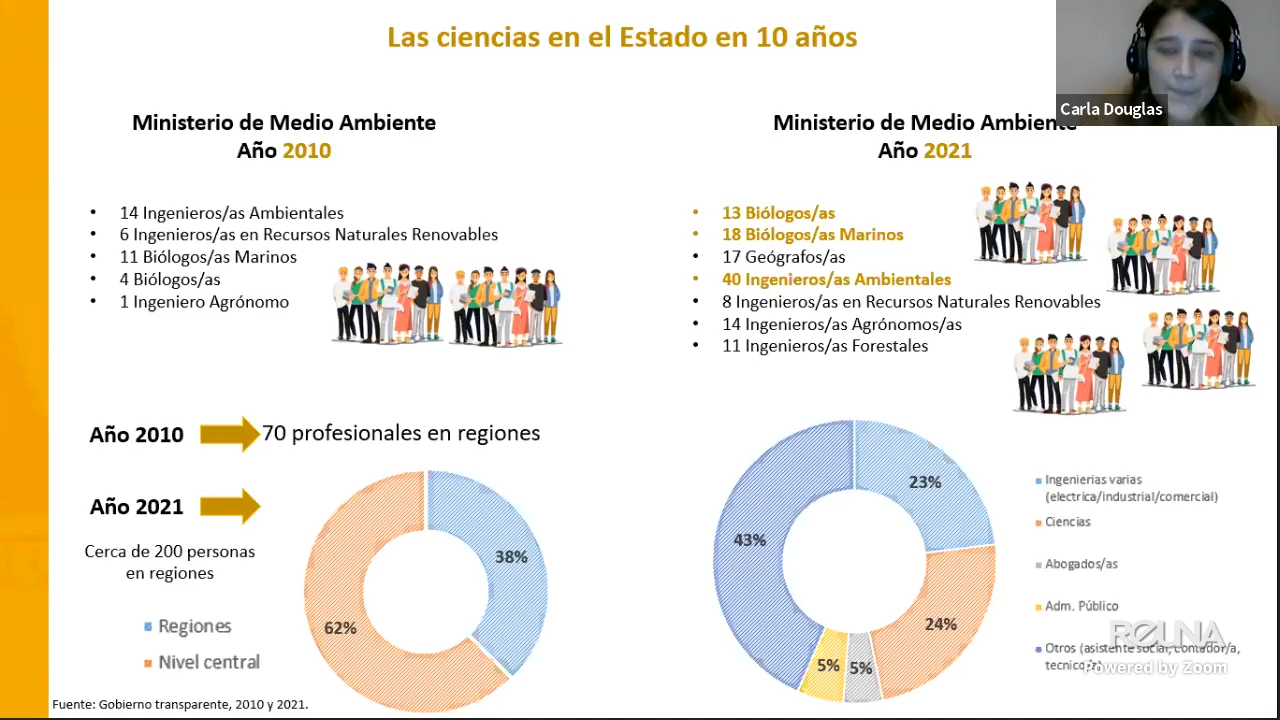 Las ciencias en el Estado en 10 años
Carla Douglas
Ministerio de Medio Ambiente
Año 2010
14 Ingenieros/as Ambientales
6 Ingenieros/as en Recursos Naturales Renovables
11 Biólogos/as Marinos
4 Biólogos/as
1 Ingeniero Agrónomo
Ministerio de Medio Ambiente
Año 2021
13 Biólogos/as
18 Biólogos/as Marinos
17 Geógrafos/as
40 Ingenieros/as Ambientales
8 Ingenieros/as en Recursos Naturales Renovables
14 Ingenieros/as Agrónomos/as
11 Ingenieros/as Forestales
Año 2010
70 profesionales en regiones
Año 2021
Cerca de 200 personas
en regiones
Regiones
Nivel central
38%
62%
23%
43%
24%
5%
5%
Ingenierias varias
(electrica/industrial/comercial)
Ciencias
Abogados/as
Adm. Público
Otros (asistente social, contador/a,
tecnico/a)
RELNA
Powered by Zoom
Fuente: Gobierno transparente, 2010 y 2021.